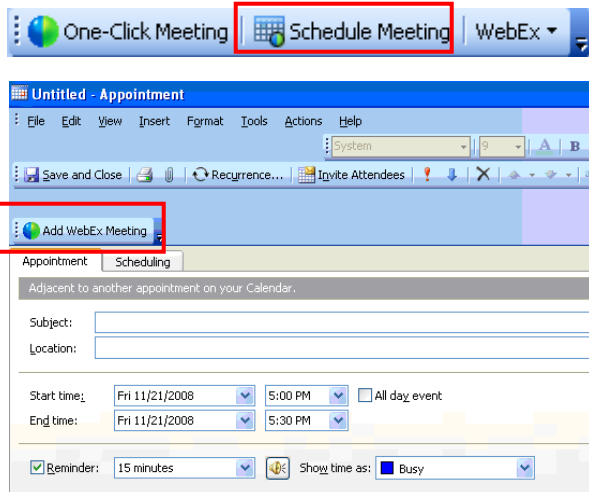 One-Click Meeting Schedule Meeting WebEx
Untitled - Appointment
File Edit View Insert Format Tools Actions Help
System 9 A B
Save and Close Recurrence... Invite Attendees
Add WebEx Meeting
Appointment Scheduling
Adjacent to another appointment on your Calendar.
Subject:
Location:
Start time: Fri 11/21/2008 5:00 PM All day event
End time: Fri 11/21/2008 5:30 PM
Reminder: 15 minutes Show time as: Busy